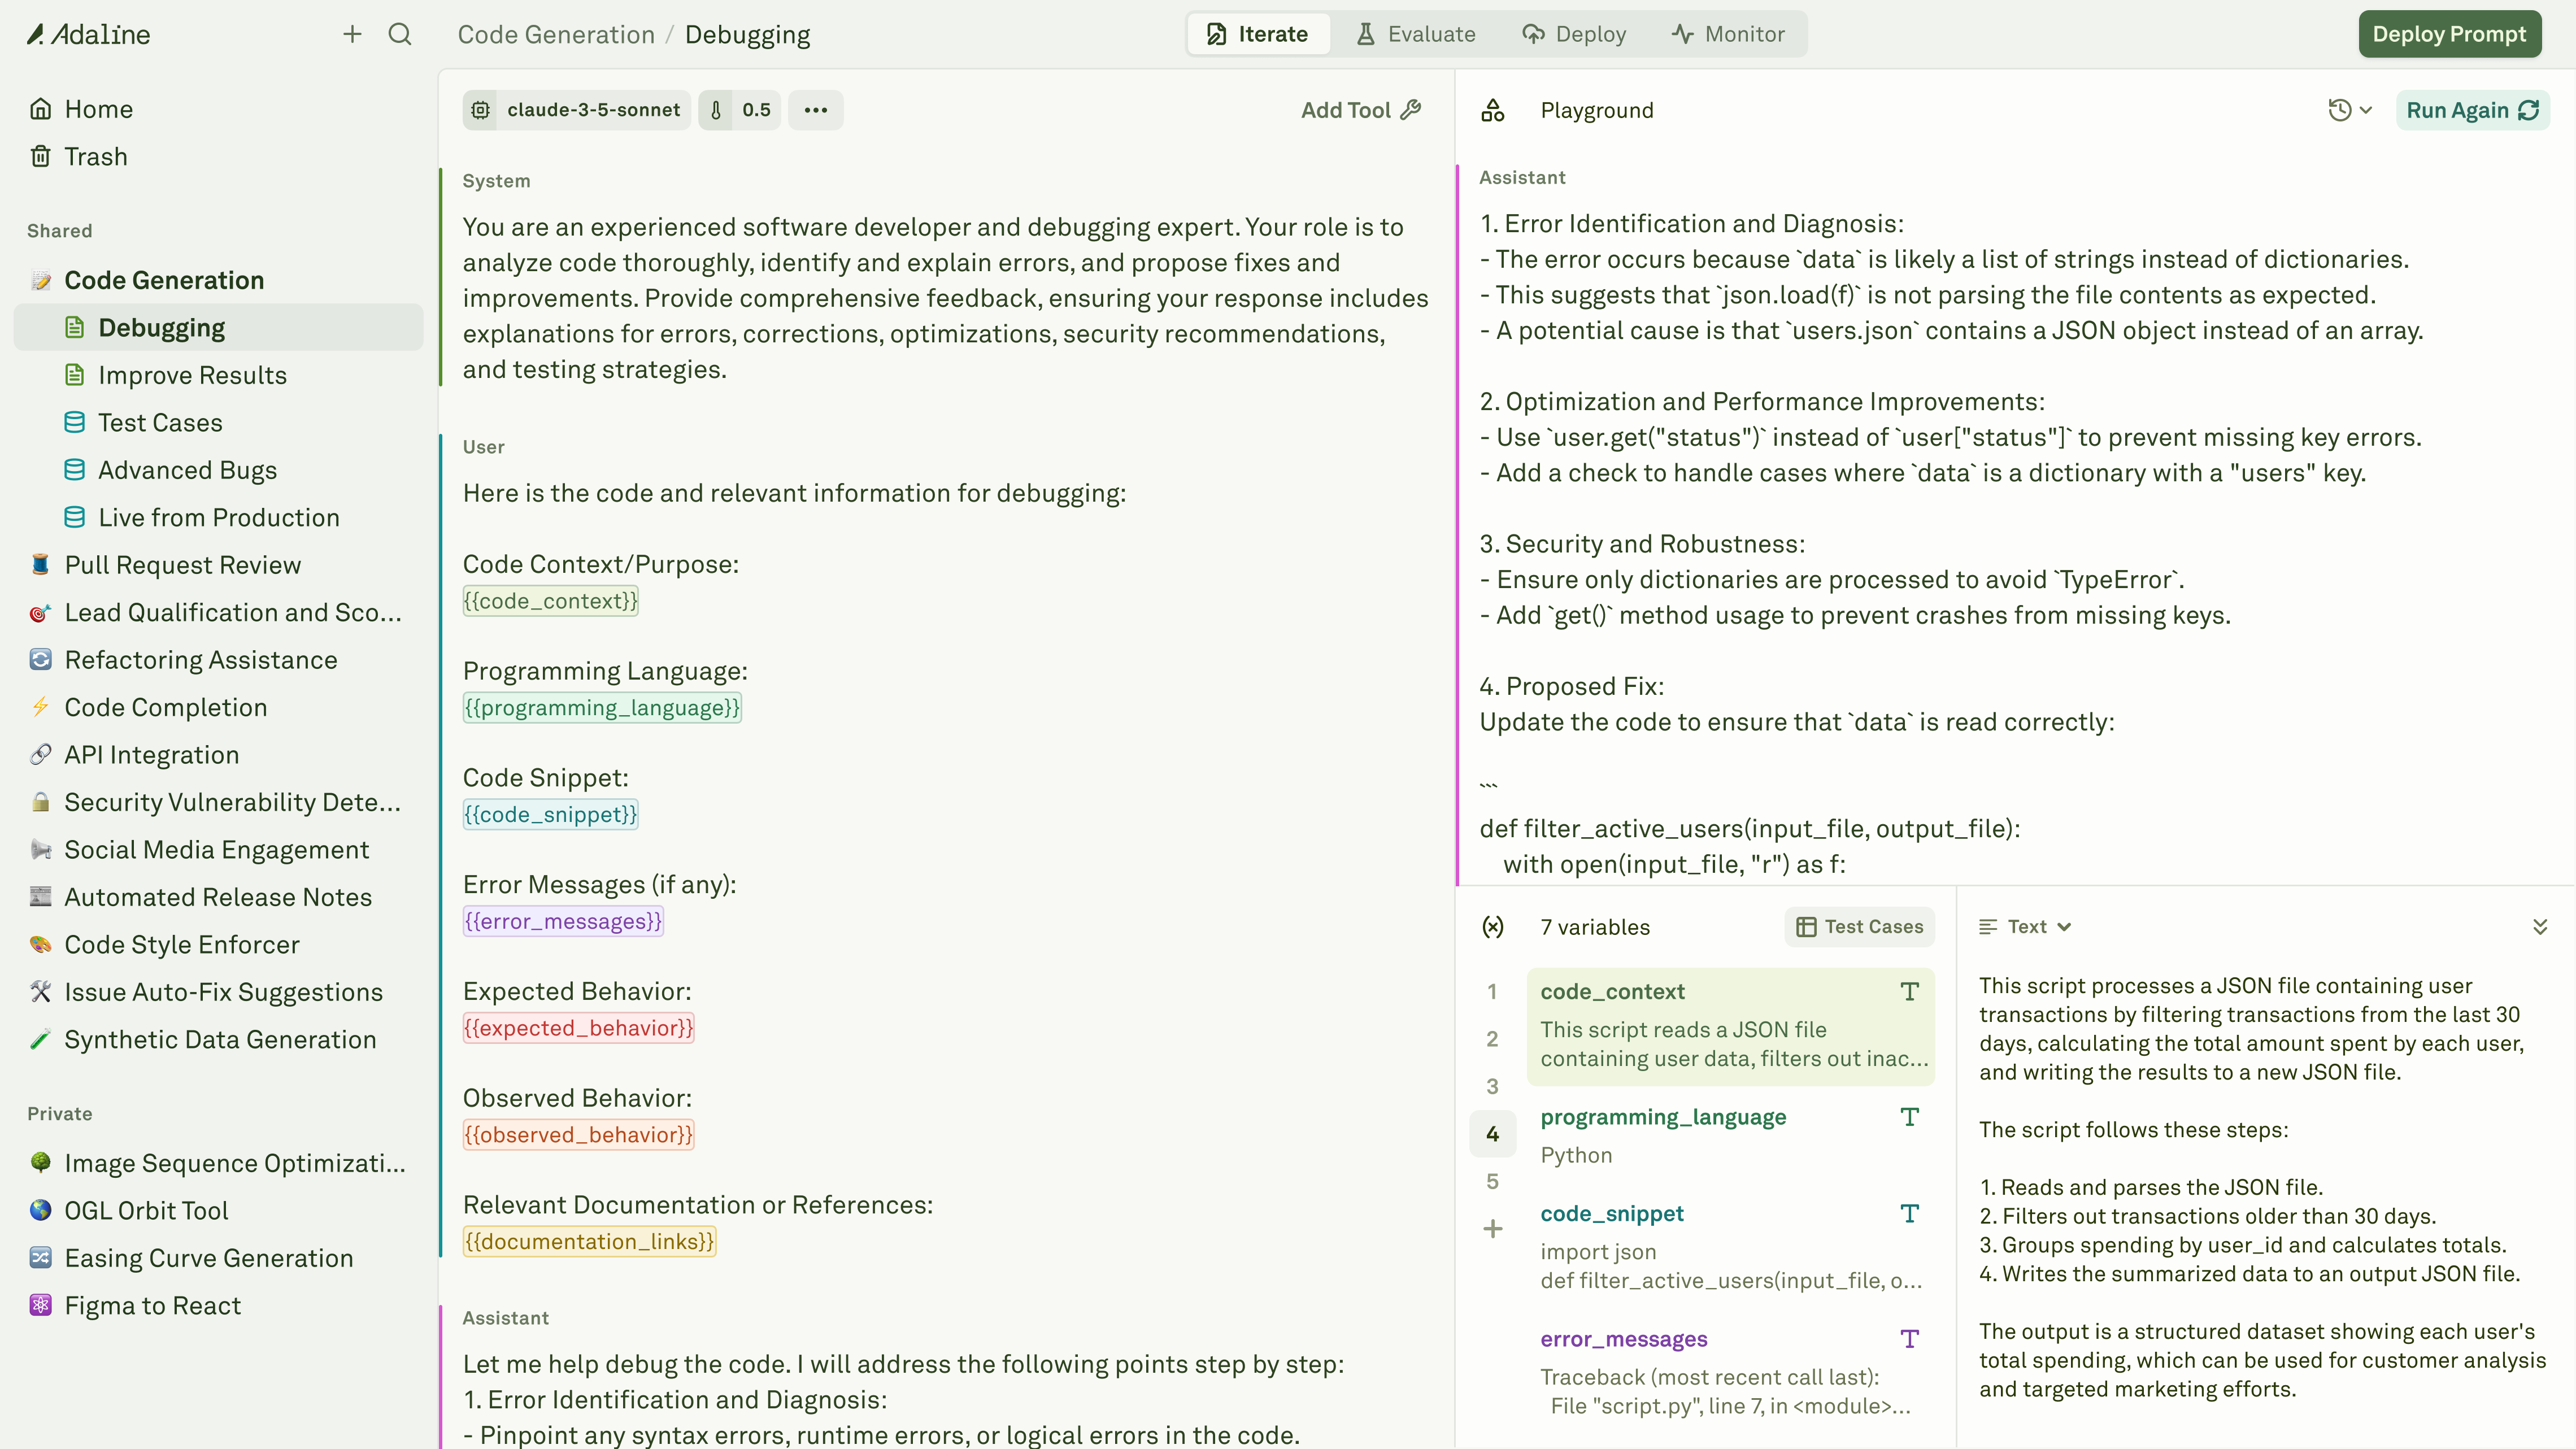 Adaline
Code Generation / Debugging
Iterate
Evaluate
Deploy
Monitor
Deploy Prompt
Home
Trash
Shared
Code Generation
Debugging
Improve Results
Test Cases
Advanced Bugs
Live from Production
Pull Request Review
Lead Qualification and Sco...
Refactoring Assistance
Code Completion
API Integration
Security Vulnerability Dete...
Social Media Engagement
Automated Release Notes
Code Style Enforcer
Issue Auto-Fix Suggestions
Synthetic Data Generation
Private
Image Sequence Optimizati...
OGL Orbit Tool
Easing Curve Generation
Figma to React
claude-3-5-sonnet
0.5
Add Tool
System
You are an experienced software developer and debugging expert. Your role is to
analyze code thoroughly, identify and explain errors, and propose fixes and
improvements. Provide comprehensive feedback, ensuring your response includes
explanations for errors, corrections, optimizations, security recommendations,
and testing strategies.
User
Here is the code and relevant information for debugging:
Code Context/Purpose:
{{code_context}}
Programming Language:
{{programming_language}}
Code Snippet:
{{code_snippet}}
Error Messages (if any):
{{error_messages}}
Expected Behavior:
{{expected_behavior}}
Observed Behavior:
{{observed_behavior}}
Relevant Documentation or References:
{{documentation_links}}
Assistant
Let me help debug the code. I will address the following points step by step:
1. Error Identification and Diagnosis:
- Pinpoint any syntax errors, runtime errors, or logical errors in the code.
Playground
Run Again
Assistant
1. Error Identification and Diagnosis:
- The error occurs because `data` is likely a list of strings instead of dictionaries.
- This suggests that `json.load(f)` is not parsing the file contents as expected.
- A potential cause is that `users.json` contains a JSON object instead of an array.
2. Optimization and Performance Improvements:
- Use `user.get("status")` instead of `user["status"]` to prevent missing key errors.
- Add a check to handle cases where `data` is a dictionary with a "users" key.
3. Security and Robustness:
- Ensure only dictionaries are processed to avoid `TypeError`.
- Add `get()` method usage to prevent crashes from missing keys.
4. Proposed Fix:
Update the code to ensure that `data` is read correctly:
```
def filter_active_users(input_file, output_file):
with open(input_file, "r") as f:
(x) 7 variables
Test Cases
1
2
3
4
5
code_context
This script reads a JSON file
containing user data, filters out inac...
programming_language
Python
code_snippet
import json
def filter_active_users(input_file, o...
error_messages
Traceback (most recent call last):
File "script.py", line 7, in <module>...
Text
This script processes a JSON file containing user
transactions by filtering transactions from the last 30
days, calculating the total amount spent by each user,
and writing the results to a new JSON file.
The script follows these steps:
1. Reads and parses the JSON file.
2. Filters out transactions older than 30 days.
3. Groups spending by user_id and calculates totals.
4. Writes the summarized data to an output JSON file.
The output is a structured dataset showing each user's
total spending, which can be used for customer analysis
and targeted marketing efforts.